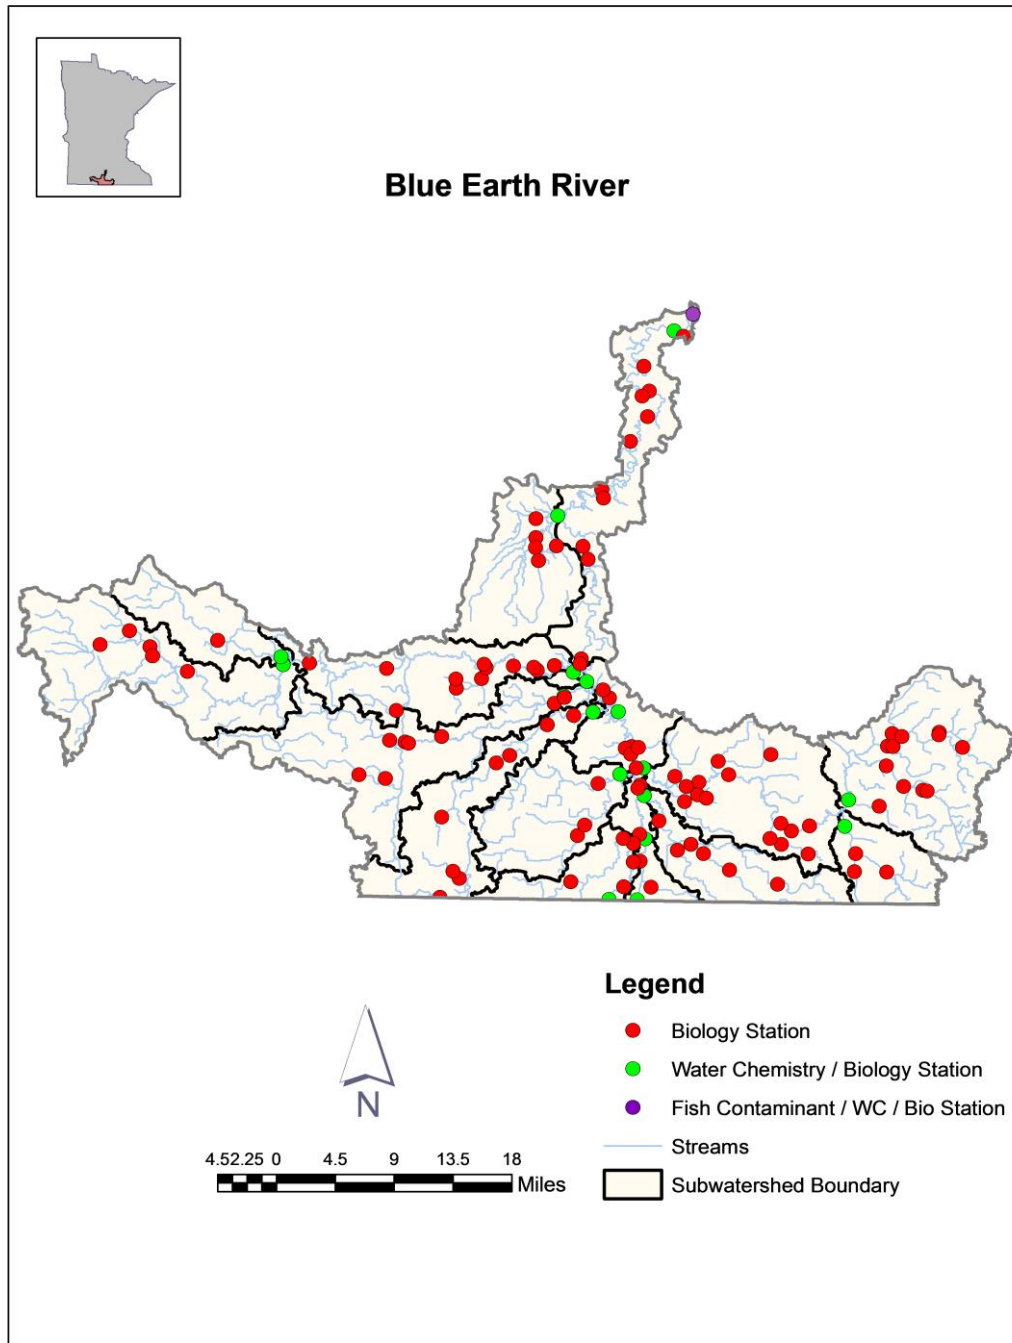 Blue Earth River
Legend
Biology Station
Water Chemistry / Biology Station
Fish Contaminant / WC / Bio Station
Streams
Subwatershed Boundary
N
4.52.25 0 4.5 9 13.5 18
Miles